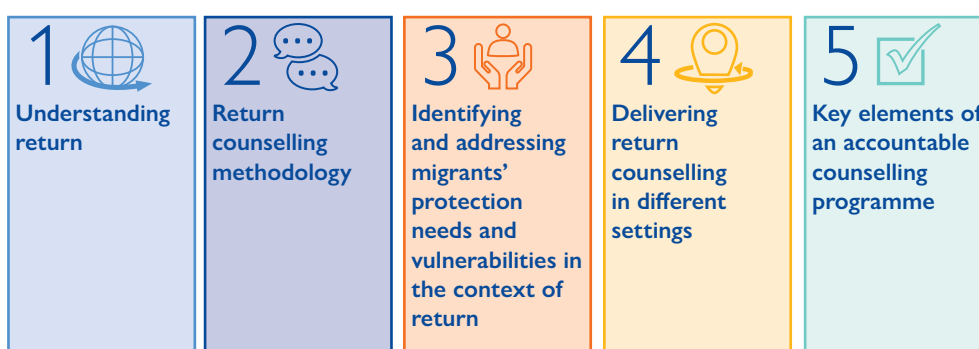 1
Understanding
return
2
Return
counselling
methodology
3
Identifying
and addressing
migrants’
protection
needs and
vulnerabilities in
the context of
return
4
Delivering
return
counselling
in different
settings
5
Key elements of
an accountable
counselling
programme